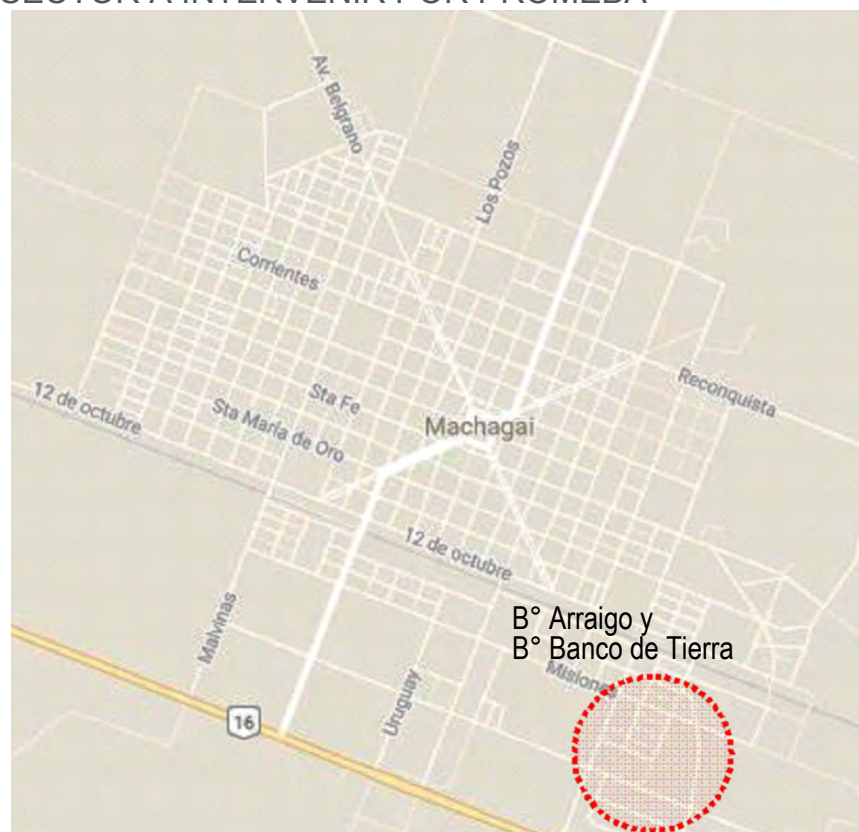 SECTOR A INTERVENIR POR PROMEBA
Av. Belgrano
Los Pozos
Corrientes
Reconquista
12 de octubre
Sta Fe
Sta María de Oro
Machagai
12 de octubre
B° Arraigo y
B° Banco de Tierra
Malvinas
Misiones
Uruguay
16